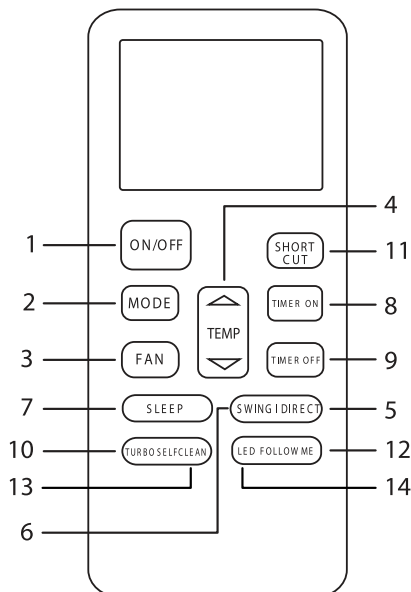 4
1
ON/OFF
SHORT
CUT
11
2
MODE
TEMP
TIMER ON
8
3
FAN
TIMER OFF
9
7
SLEEP
SWING I DIRECT
5
10
TURBO SELFCLEAN
LED FOLLOW ME
12
13
14
6